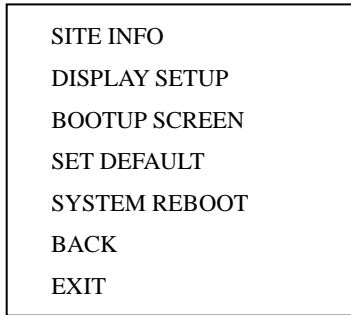 SITE INFO
DISPLAY SETUP
BOOTUP SCREEN
SET DEFAULT
SYSTEM REBOOT
BACK
EXIT